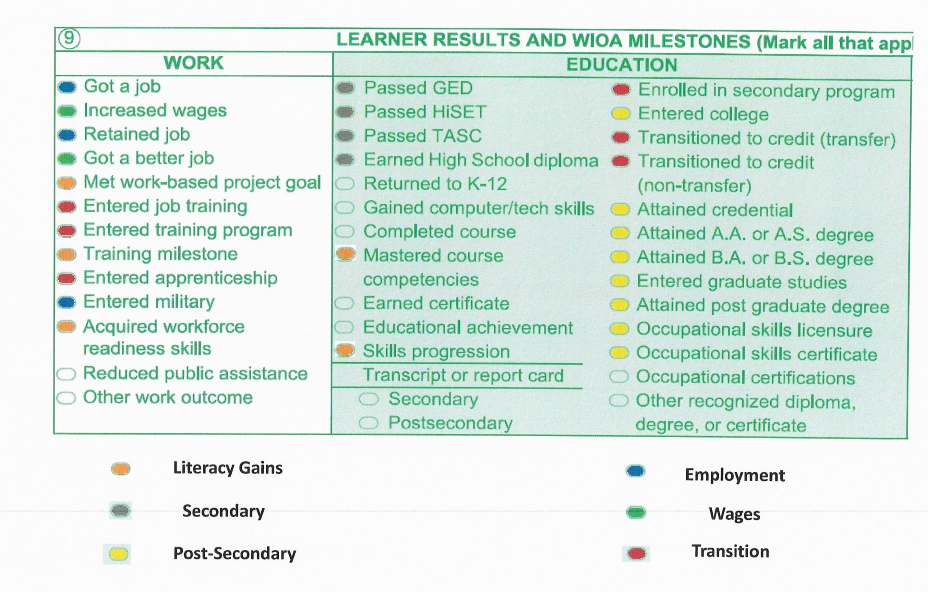 9
LEARNER RESULTS AND WIOA MILESTONES (Mark all that appl
WORK
Got a job
Increased wages
Retained job
Got a better job
Met work-based project goal
Entered job training
Entered training program
Training milestone
Entered apprenticeship
Entered military
Acquired workforce
readiness skills
Reduced public assistance
Other work outcome
EDUCATION
Passed GED
Passed HiSET
Passed TASC
Earned High School diploma
Returned to K-12
Gained computer/tech skills
Completed course
Mastered course
competencies
Earned certificate
Educational achievement
Skills progression
Transcript or report card
Secondary
Postsecondary
Enrolled in secondary program
Entered college
Transitioned to credit (transfer)
Transitioned to credit
(non-transfer)
Attained credential
Attained A.A. or A.S. degree
Attained B.A. or B.S. degree
Entered graduate studies
Attained post graduate degree
Occupational skills licensure
Occupational skills certificate
Occupational certifications
Other recognized diploma,
degree, or certificate
Literacy Gains
Secondary
Post-Secondary
Employment
Wages
Transition